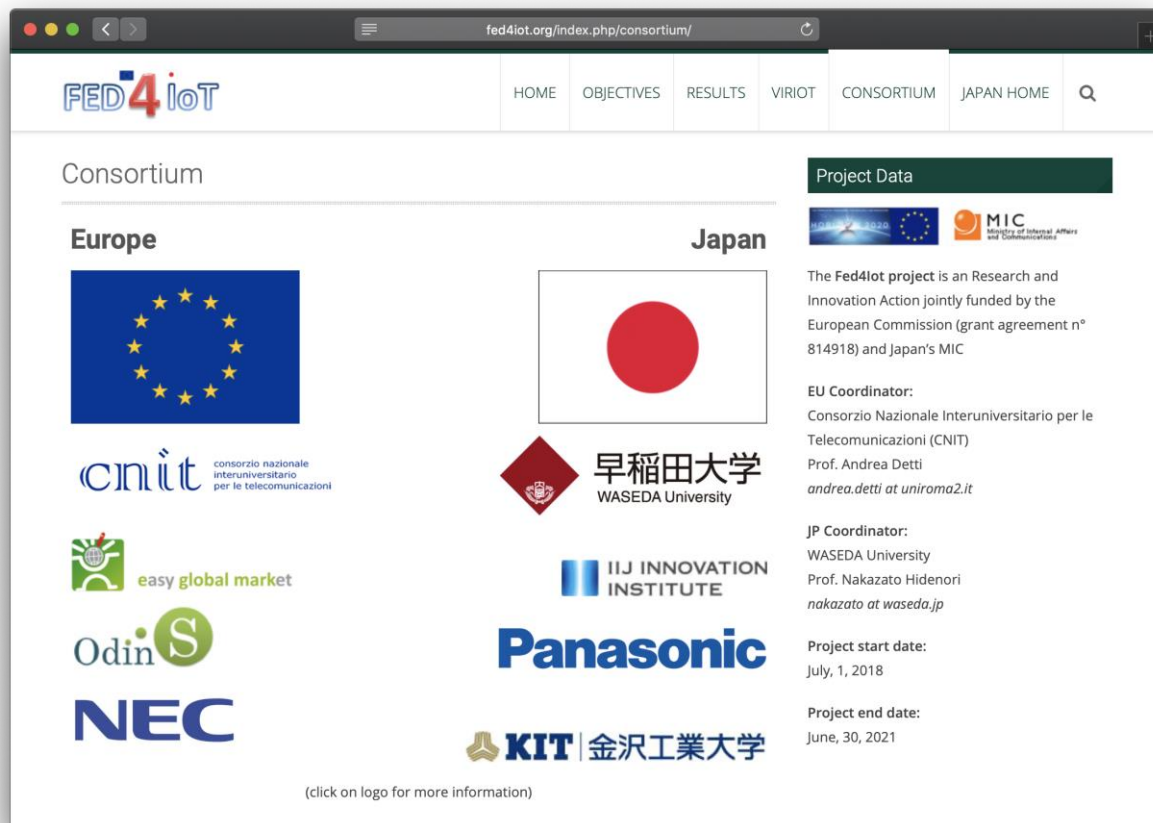 fed4iot.org/index.php/consortium/
FED4IoT
HOME OBJECTIVES RESULTS VIRIOT CONSORTIUM JAPAN HOME
Consortium
Europe Japan
cnit consorzio nazionale
interuniversitario
per le telecomunicazioni
早稲田大学
WASEDA University
easy global market
IIJ INNOVATION
INSTITUTE
OdinS
Panasonic
NEC
KIT 金沢工業大学
(click on logo for more information)
Project Data
HORIZON 2020
MIC
Ministry of Internal Affairs
and Communications
The Fed4Iot project is an Research and
Innovation Action jointly funded by the
European Commission (grant agreement n°
814918) and Japan’s MIC
EU Coordinator:
Consorzio Nazionale Interuniversitario per le
Telecomunicazioni (CNIT)
Prof. Andrea Detti
andrea.detti at uniroma2.it
JP Coordinator:
WASEDA University
Prof. Nakazato Hidenori
nakazato at waseda.jp
Project start date:
July, 1, 2018
Project end date:
June, 30, 2021